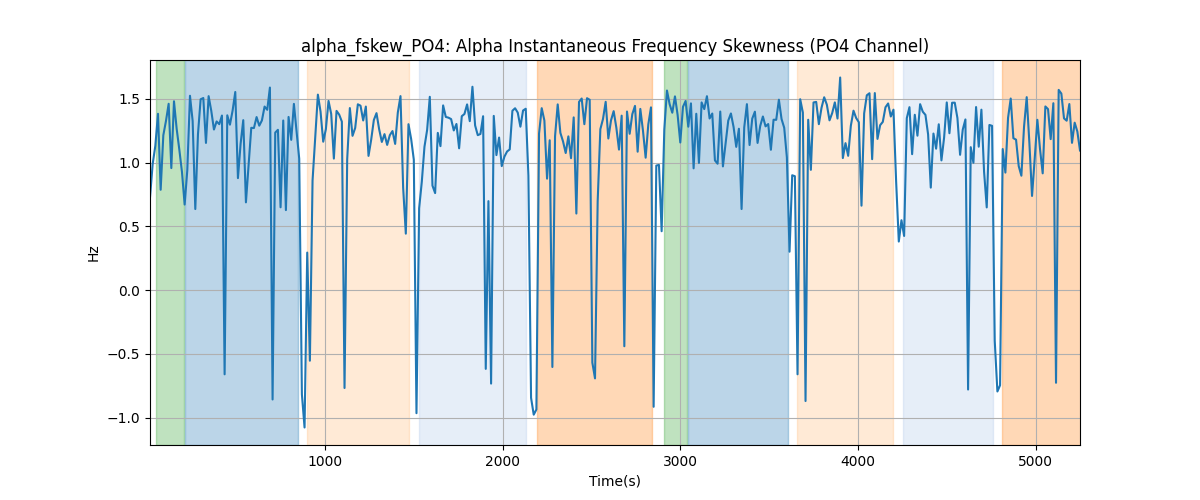 alpha_fskew_PO4: Alpha Instantaneous Frequency Skewness (PO4 Channel)
1.5
1.0
0.5
0.0
−0.5
−1.0
Hz
1000 2000 3000 4000 5000
Time(s)